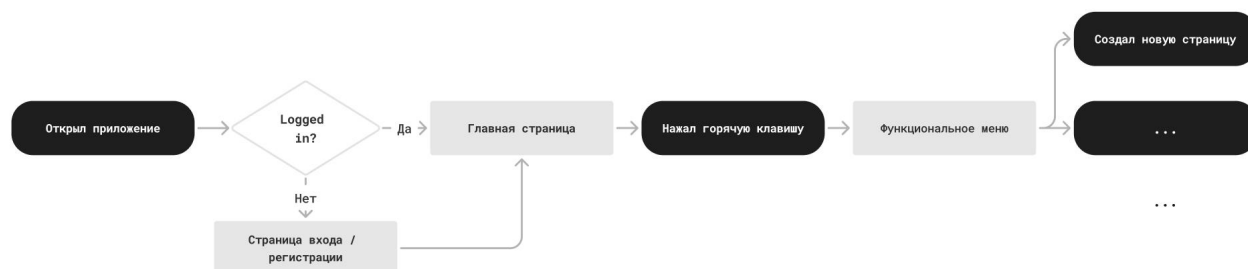 Создал новую страницу
Открыл приложение
Logged
in?
Да
Главная страница
Нажал горячую клавишу
Функциональное меню
...
Нет
...
Страница входа /
регистрации